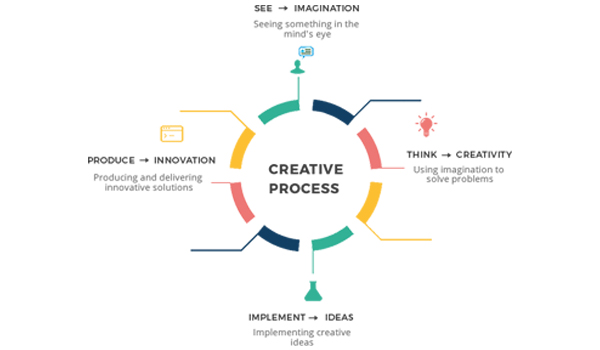 SEE → IMAGINATION
Seeing something in the
mind's eye
THINK → CREATIVITY
Using imagination to
solve problems
PRODUCE → INNOVATION
Producing and delivering
innovative solutions
CREATIVE
PROCESS
IMPLEMENT → IDEAS
Implementing creative
ideas